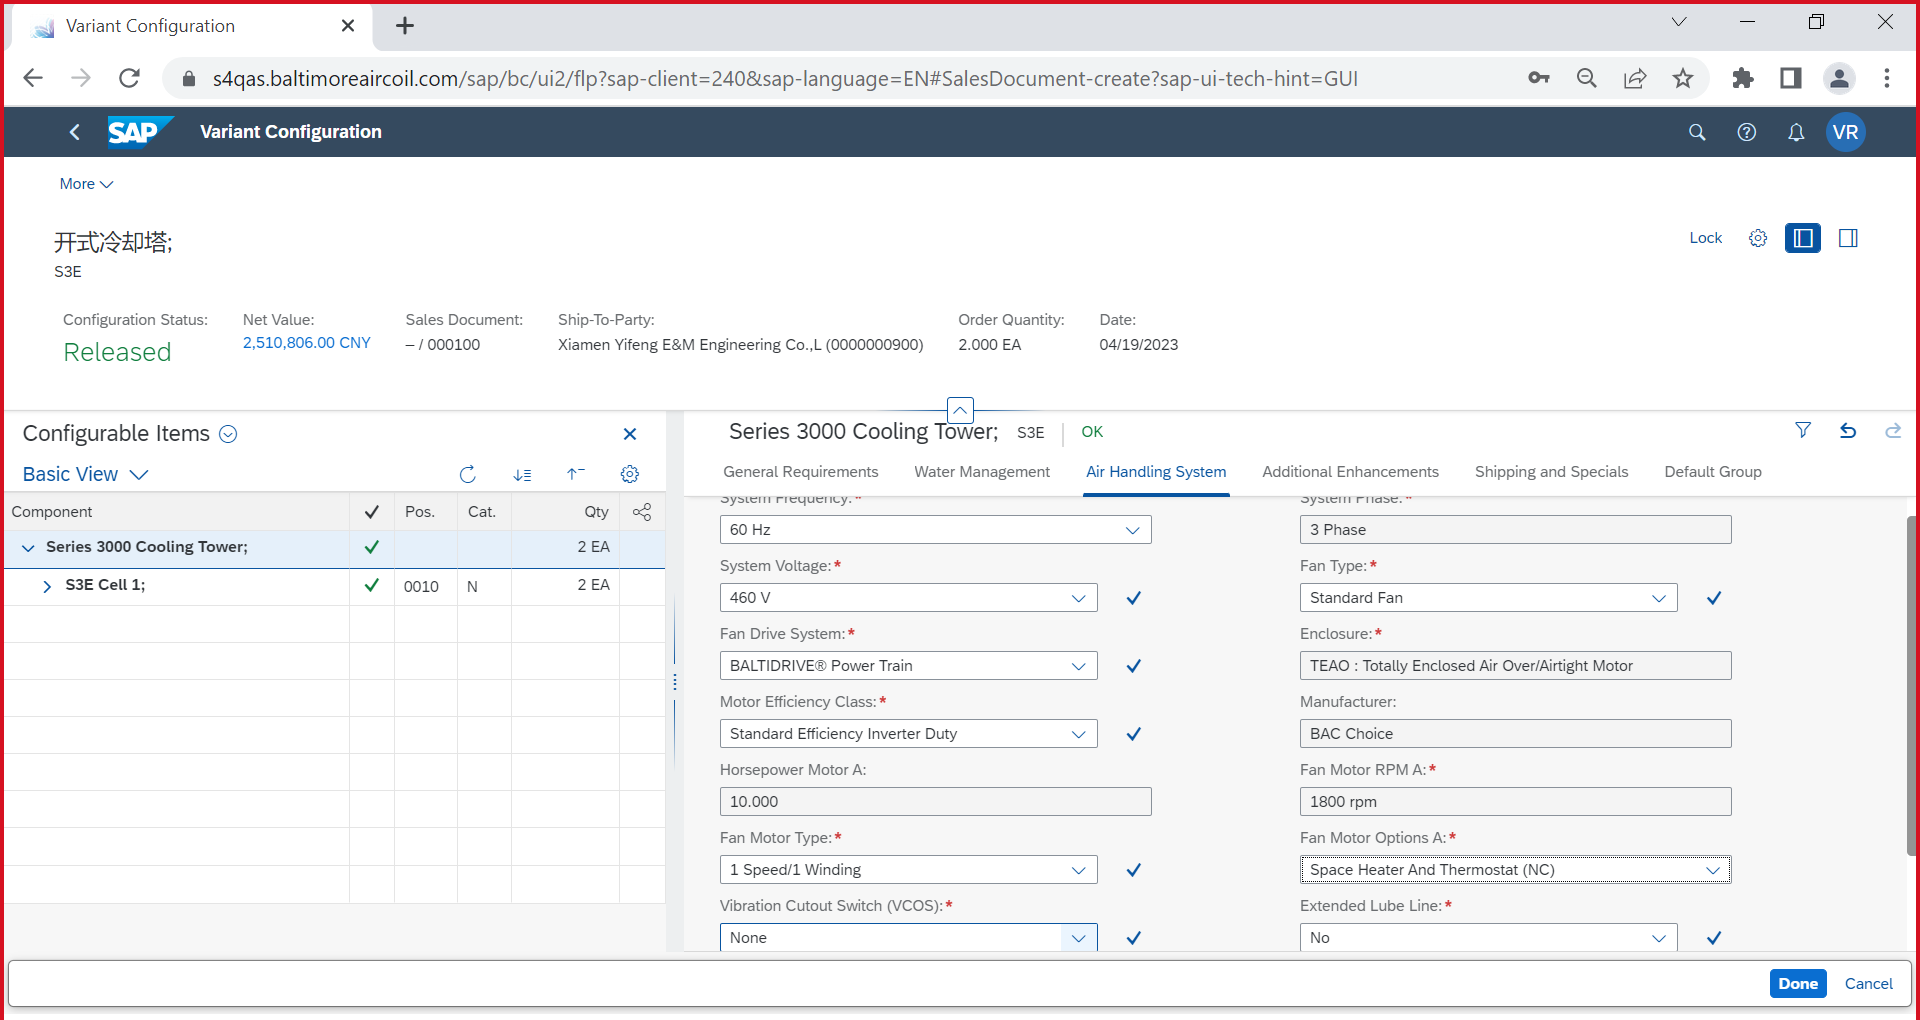 Variant Configuration
s4qas.baltimoreaircoil.com/sap/bc/ui2/flp?sap-client=240&sap-language=EN#SalesDocument-create?sap-ui-tech-hint=GUI
SAP Variant Configuration VR
More
开式冷却塔;
S3E
Lock
Configuration Status: Net Value: Sales Document: Ship-To-Party: Order Quantity: Date:
Released 2,510,806.00 CNY – / 000100 Xiamen Yifeng E&M Engineering Co.,L (0000000900) 2.000 EA 04/19/2023
Configurable Items
Basic View
Component Pos. Cat. Qty
Series 3000 Cooling Tower; 2 EA
S3E Cell 1; 0010 N 2 EA
Series 3000 Cooling Tower; S3E OK
General Requirements Water Management Air Handling System Additional Enhancements Shipping and Specials Default Group
System Frequency:* System Phase:*
60 Hz 3 Phase
System Voltage:* Fan Type:*
460 V Standard Fan
Fan Drive System:* Enclosure:*
BALTIDRIVE® Power Train TEAO : Totally Enclosed Air Over/Airtight Motor
Motor Efficiency Class:* Manufacturer:
Standard Efficiency Inverter Duty BAC Choice
Horsepower Motor A: Fan Motor RPM A:*
10.000 1800 rpm
Fan Motor Type:* Fan Motor Options A:*
1 Speed/1 Winding Space Heater And Thermostat (NC)
Vibration Cutout Switch (VCOS):* Extended Lube Line:*
None No
Done Cancel